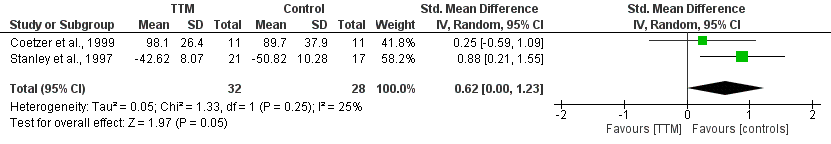 TTM Control Std. Mean Difference Std. Mean Difference
Study or Subgroup Mean SD Total Mean SD Total Weight IV, Random, 95% CI IV, Random, 95% CI
Coetzer et al., 1999 98.1 26.4 11 89.7 37.9 11 41.8% 0.25 [-0.59, 1.09]
Stanley et al., 1997 -42.62 8.07 21 -50.82 10.28 17 58.2% 0.88 [0.21, 1.55]
Total (95% CI) 32 28 100.0% 0.62 [0.00, 1.23]
Heterogeneity: Tau² = 0.05; Chi² = 1.33, df = 1 (P = 0.25); I² = 25%
Test for overall effect: Z = 1.97 (P = 0.05)
-2 -1 0 1 2
Favours [TTM] Favours [controls]